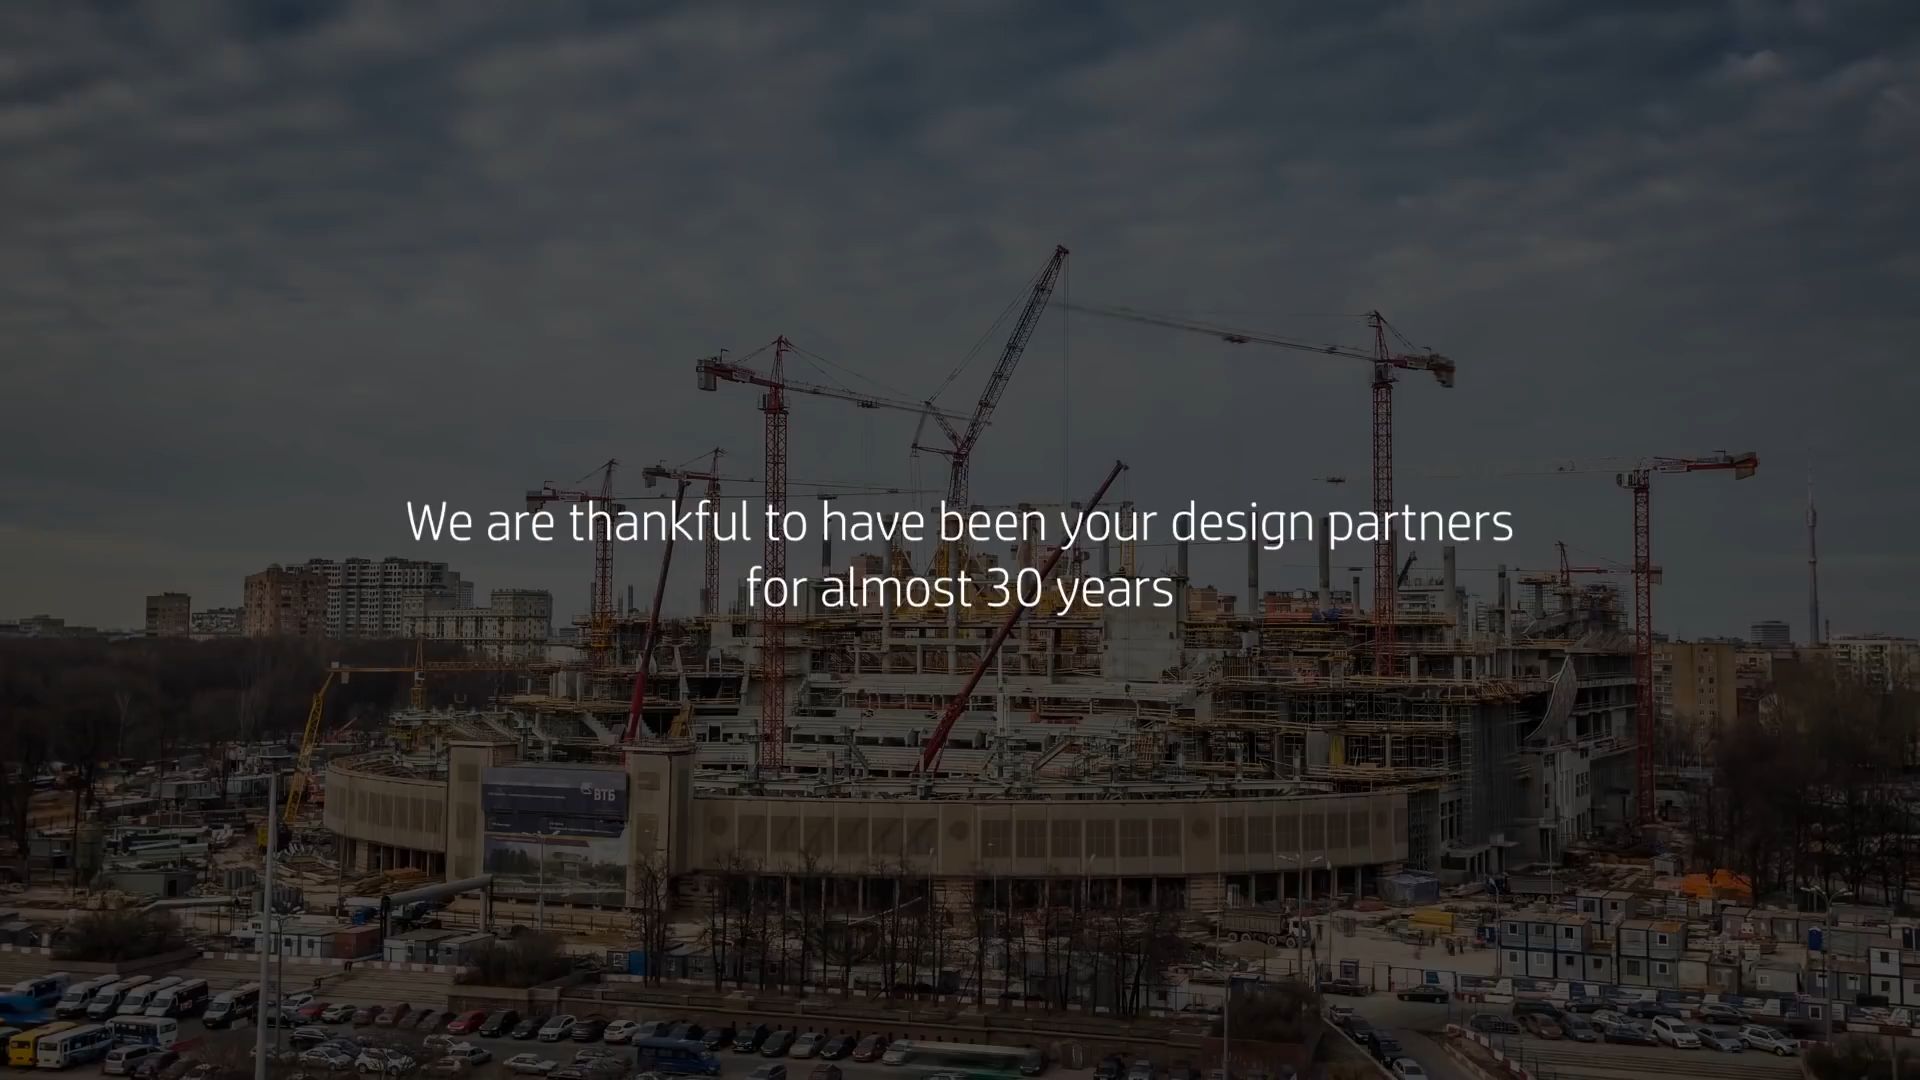 We are thankful to have been your design partners
for almost 30 years
ВТБ